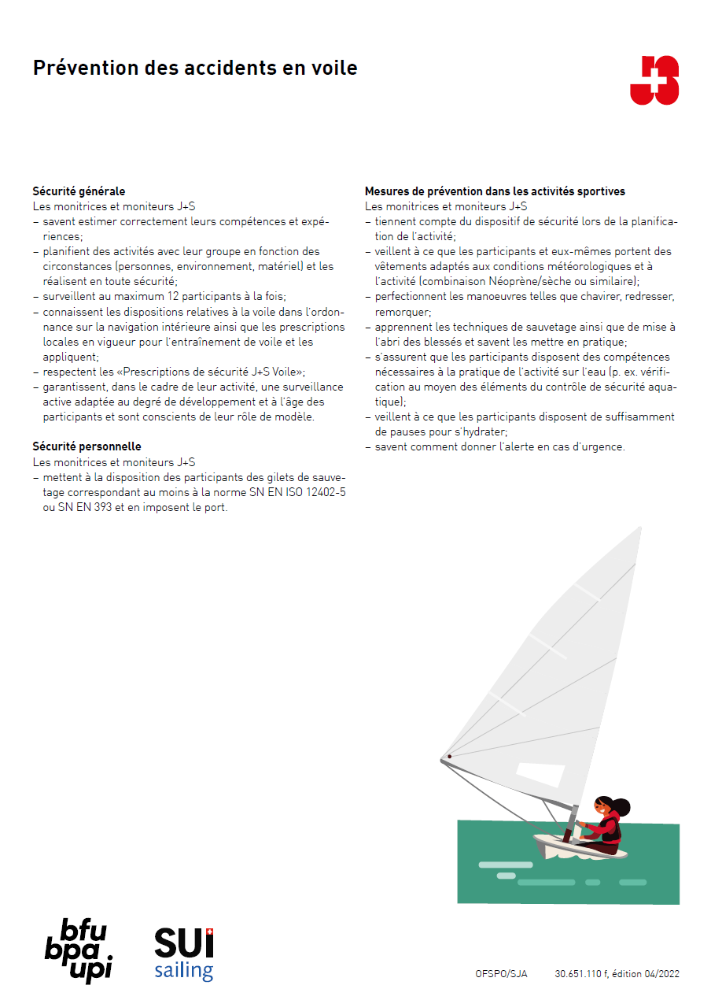 Prévention des accidents en voile
J+S
Sécurité générale
Les monitrices et moniteurs J+S
– savent estimer correctement leurs compétences et expé-
riences;
– planifient des activités avec leur groupe en fonction des
circonstances (personnes, environnement, matériel) et les
réalisent en toute sécurité;
– surveillent au maximum 12 participants à la fois;
– connaissent les dispositions relatives à la voile dans l'ordon-
nance sur la navigation intérieure ainsi que les prescriptions
locales en vigueur pour l'entraînement de voile et les
appliquent;
– respectent les «Prescriptions de sécurité J+S Voile»;
– garantissent, dans le cadre de leur activité, une surveillance
active adaptée au degré de développement et à l'âge des
participants et sont conscients de leur rôle de modèle.
Sécurité personnelle
Les monitrices et moniteurs J+S
– mettent à la disposition des participants des gilets de sauve-
tage correspondant au moins à la norme SN EN ISO 12402-5
ou SN EN 393 et en imposent le port.
Mesures de prévention dans les activités sportives
Les monitrices et moniteurs J+S
– tiennent compte du dispositif de sécurité lors de la planifica-
tion de l'activité;
– veillent à ce que les participants et eux-mêmes portent des
vêtements adaptés aux conditions météorologiques et à
l'activité (combinaison Néoprène/sèche ou similaire);
– perfectionnent les manoeuvres telles que chavirer, redresser,
remorquer;
– apprennent les techniques de sauvetage ainsi que de mise à
l'abri des blessés et savent les mettre en pratique;
– s'assurent que les participants disposent des compétences
nécessaires à la pratique de l'activité sur l'eau (p. ex. vérifi-
cation au moyen des éléments du contrôle de sécurité aqua-
tique);
– veillent à ce que les participants disposent de suffisamment
de pauses pour s'hydrater;
– savent comment donner l'alerte en cas d'urgence.
bfu
bpa
upi
SUI
sailing
OFSPO/SJA 30.651.110 f, édition 04/2022